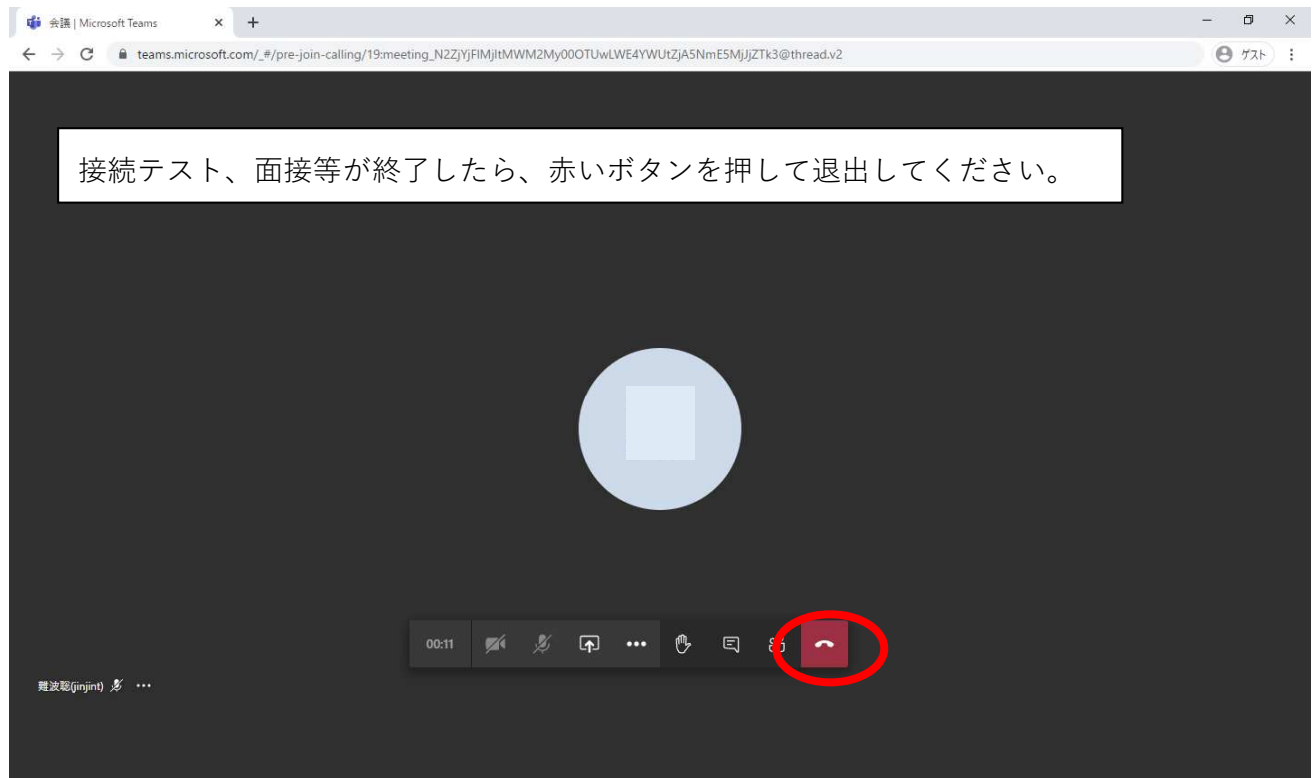 会議 | Microsoft Teams
teams.microsoft.com/_#/pre-join-calling/19:meeting_N2ZjYjFlMjItMWM2My00OTUwLWE4YWUtZjA5NmE5MjJjZTk3@thread.v2
ゲスト
接続テスト、面接等が終了したら、赤いボタンを押して退出してください。
00:11
難波聡(jinjint)